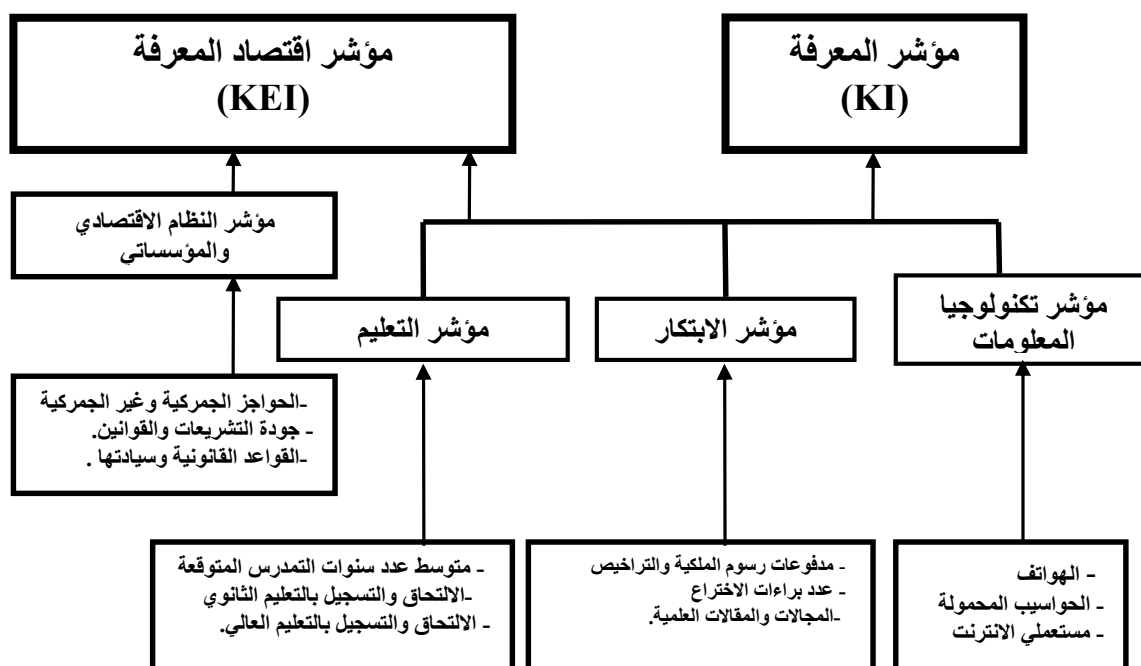 مؤشر المعرفة
(KI)
مؤشر اقتصاد المعرفة
(KEI)
مؤشر النظام الاقتصادي
والمؤسساتي
مؤشر تكنولوجيا
المعلومات
مؤشر الابتكار
مؤشر التعليم
-الحواجز الجمركية وغير الجمركية
- جودة التشريعات والقوانين.
-القواعد القانونية وسيادتها .
- الهواتف
- الحواسيب المحمولة
- مستعملي الانترنت
- مدفوعات رسوم الملكية والتراخيص
- عدد براءات الاختراع
-المجالات والمقالات العلمية.
- متوسط عدد سنوات التمدرس المتوقعة
-الالتحاق والتسجيل بالتعليم الثانوي
- الالتحاق والتسجيل بالتعليم العالي.